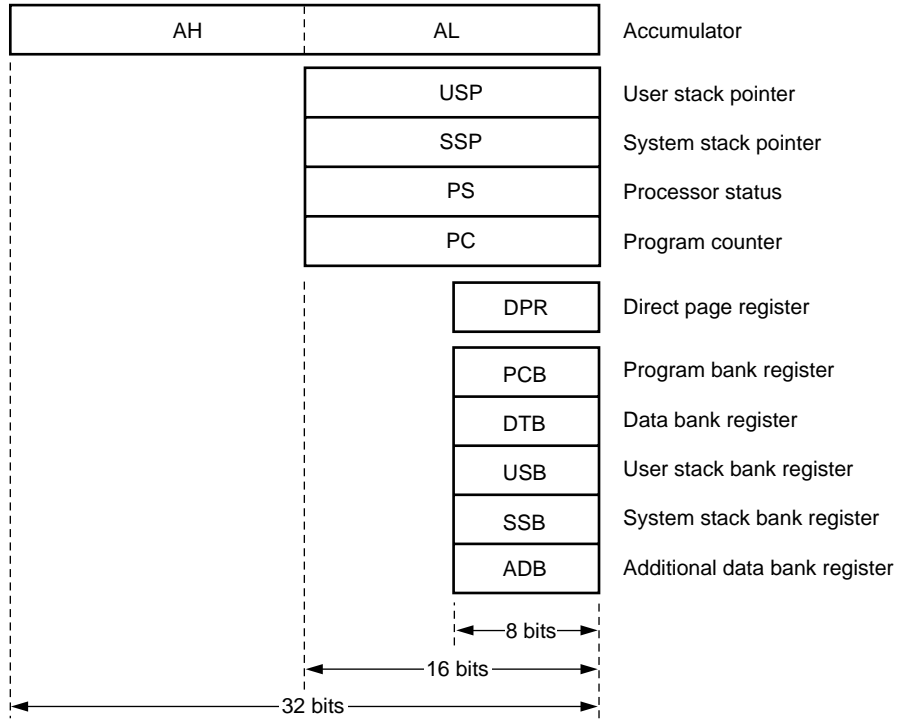 AH AL Accumulator
USP User stack pointer
SSP System stack pointer
PS Processor status
PC Program counter
DPR Direct page register
PCB Program bank register
DTB Data bank register
USB User stack bank register
SSB System stack bank register
ADB Additional data bank register
8 bits
16 bits
32 bits